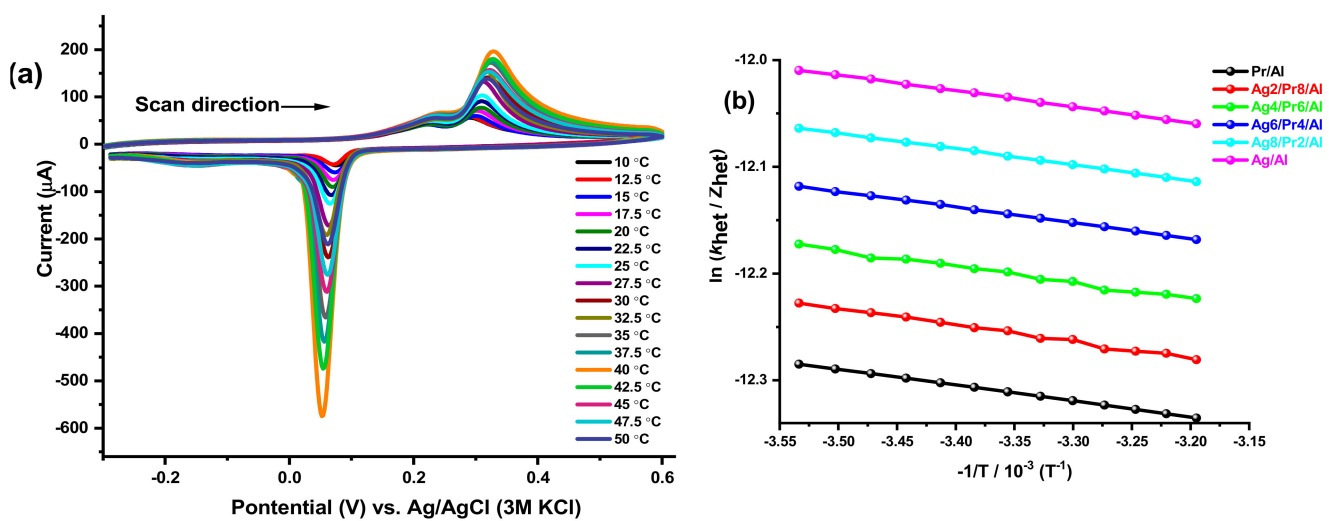 (a)
200
100
0
-100
-200
-300
-400
-500
-600
Current (µA)
Scan direction
10 °C
12.5 °C
15 °C
17.5 °C
20 °C
22.5 °C
25 °C
27.5 °C
30 °C
32.5 °C
35 °C
37.5 °C
40 °C
42.5 °C
45 °C
47.5 °C
50 °C
-0.2 0.0 0.2 0.4 0.6
Pontential (V) vs. Ag/AgCl (3M KCl)
(b)
-12.0
-12.1
-12.2
-12.3
ln (khet / Zhet)
Pr/Al
Ag2/Pr8/Al
Ag4/Pr6/Al
Ag6/Pr4/Al
Ag8/Pr2/Al
Ag/Al
-3.55 -3.50 -3.45 -3.40 -3.35 -3.30 -3.25 -3.20 -3.15
-1/T / 10⁻³ (T⁻¹)